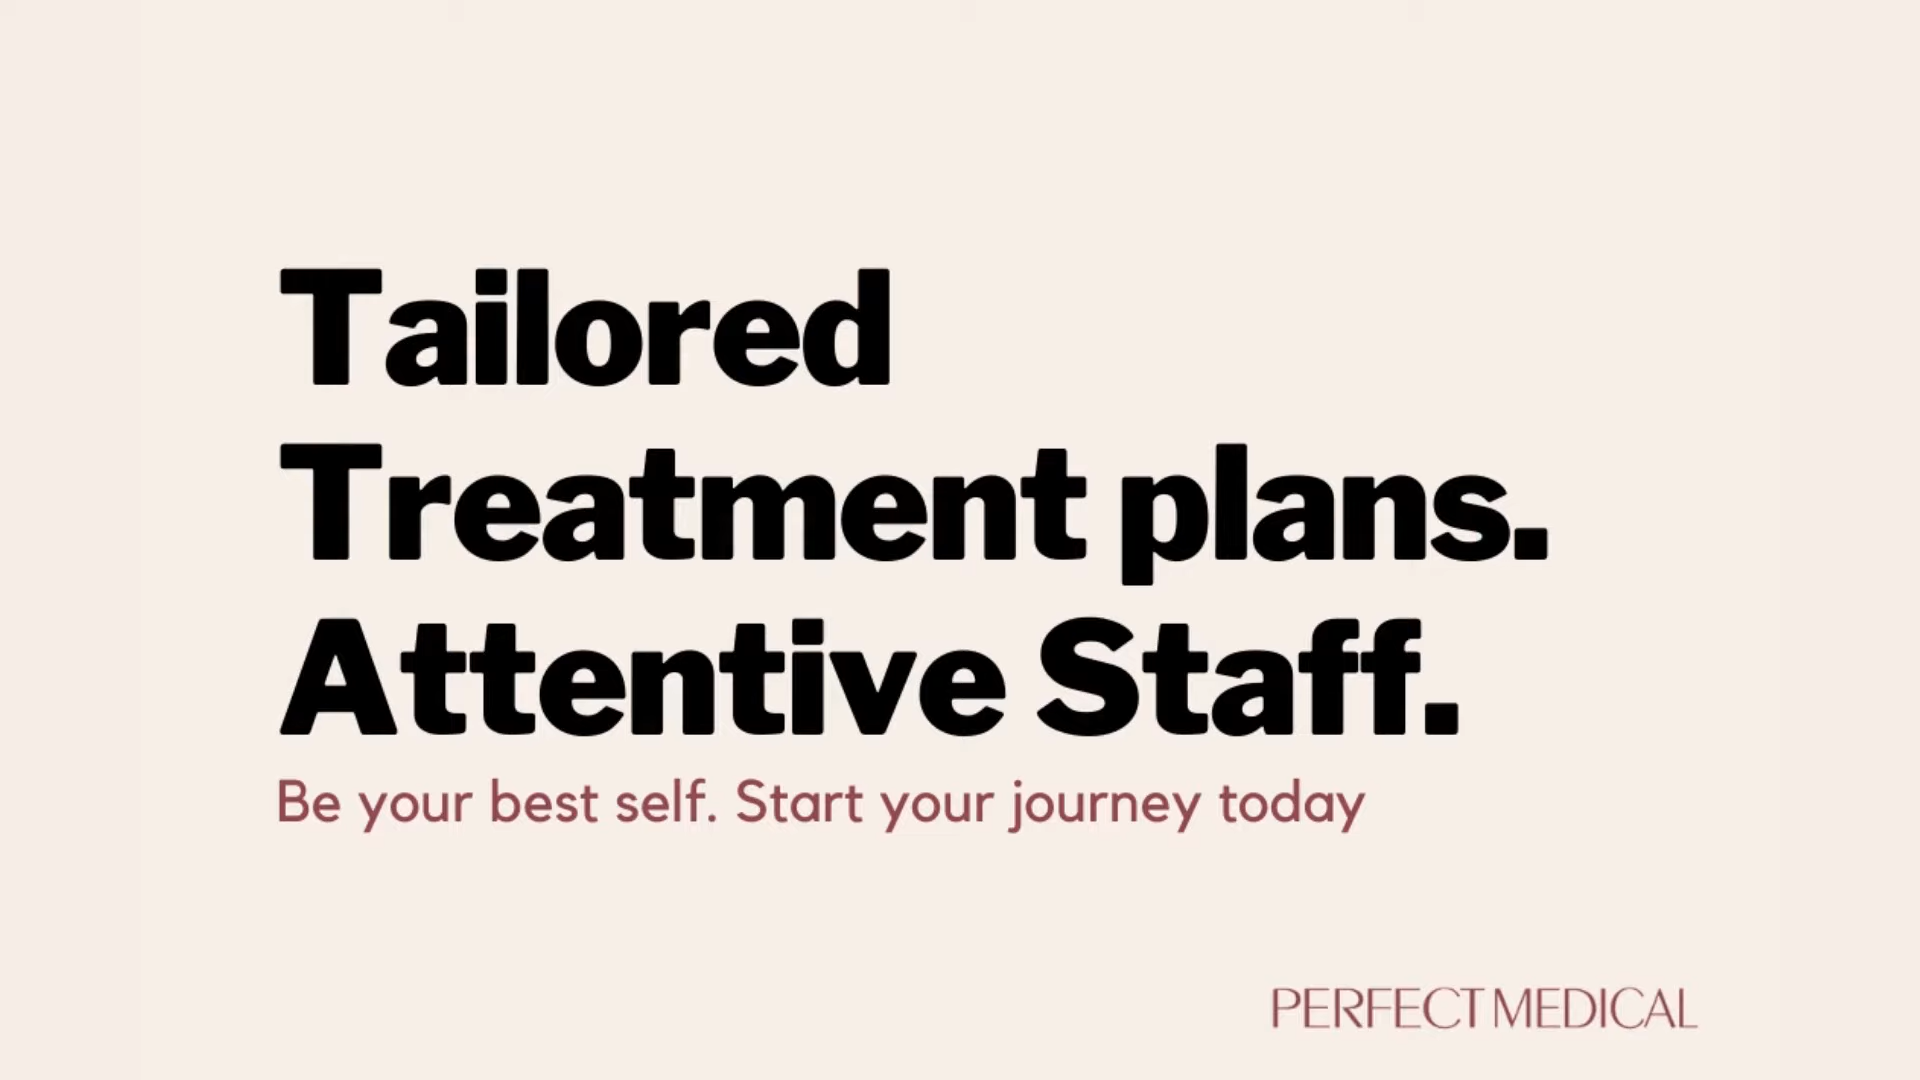 Tailored
Treatment plans.
Attentive Staff.
Be your best self. Start your journey today
PERFECT MEDICAL